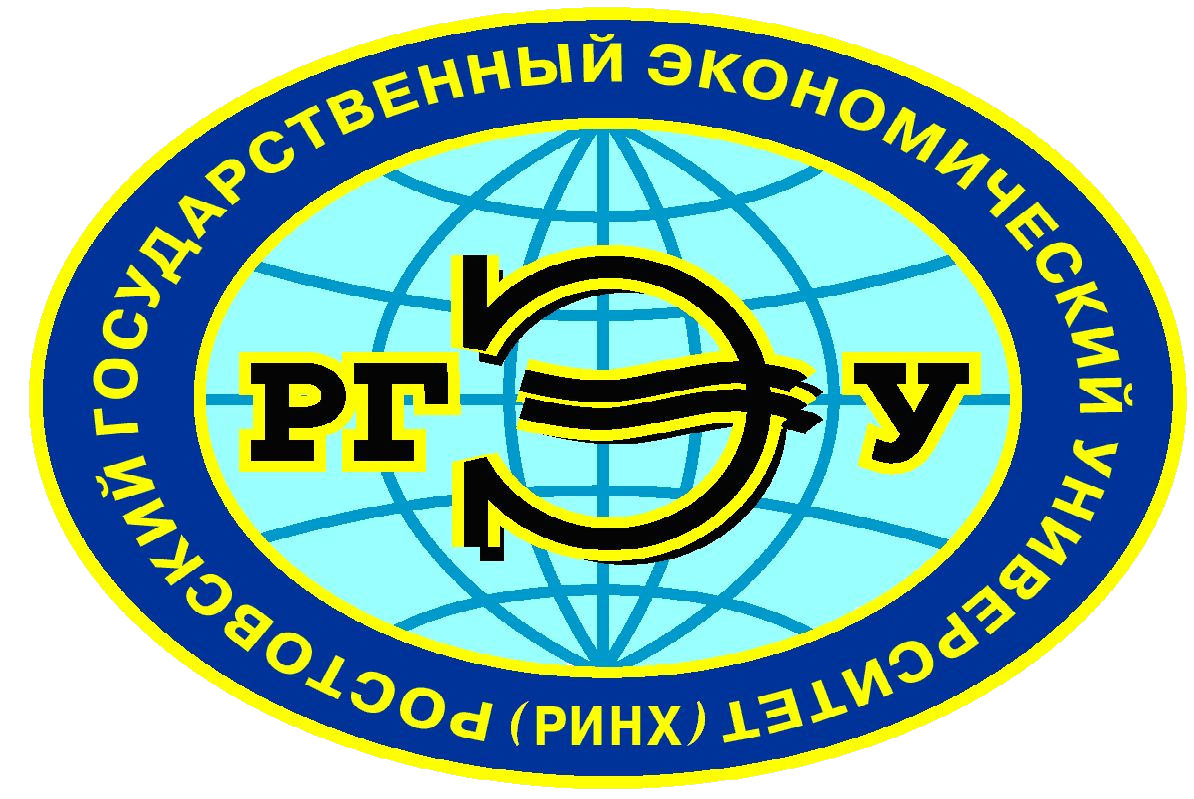 РОСТОВСКИЙ ГОСУДАРСТВЕННЫЙ ЭКОНОМИЧЕСКИЙ УНИВЕРСИТЕТ
(РИНХ)
РГЭУ